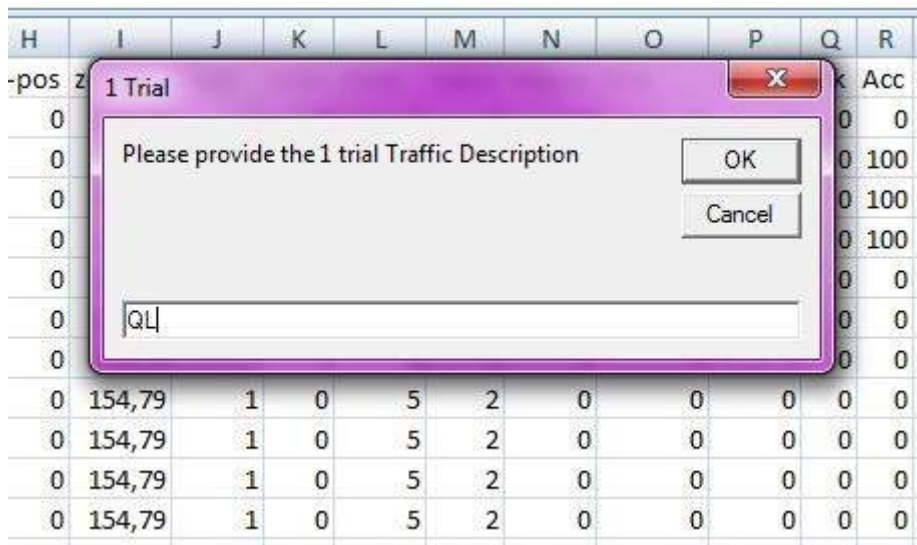 H I J K L M N O P Q R
-pos z Acc
1 Trial
0 0 0
Please provide the 1 trial Traffic Description OK
0 0 100
0 Cancel 0 100
0 0 100
0 0 0
0 QL 0 0
0 0 0
0 154,79 1 0 5 2 0 0 0 0 0
0 154,79 1 0 5 2 0 0 0 0 0
0 154,79 1 0 5 2 0 0 0 0 0
0 154,79 1 0 5 2 0 0 0 0 0